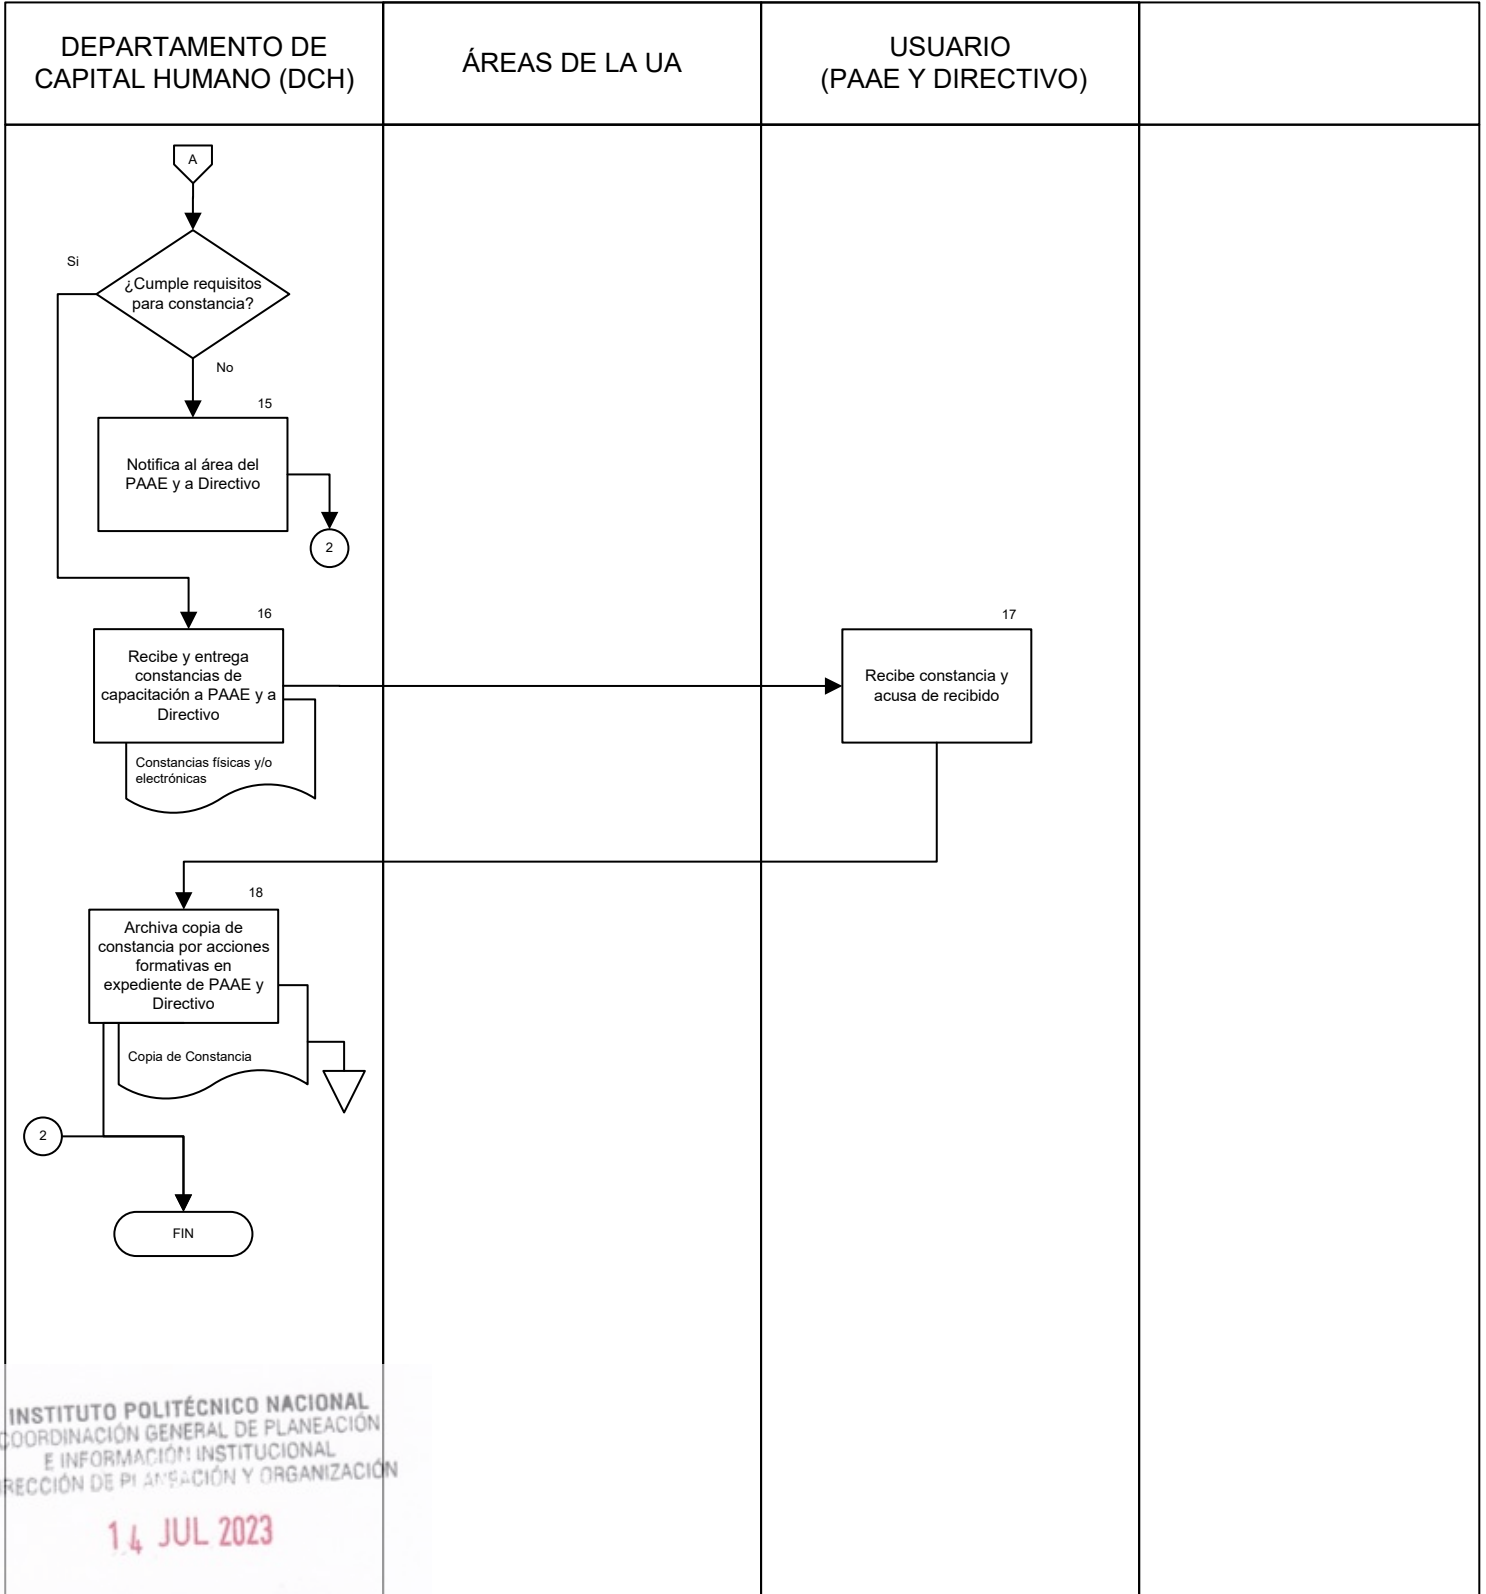 DEPARTAMENTO DE
CAPITAL HUMANO (DCH)
ÁREAS DE LA UA
USUARIO
(PAAE Y DIRECTIVO)
A
Si
¿Cumple requisitos
para constancia?
No
15
Notifica al área del
PAAE y a Directivo
2
16
Recibe y entrega
constancias de
capacitación a PAAE y a
Directivo
Constancias físicas y/o
electrónicas
17
Recibe constancia y
acusa de recibido
18
Archiva copia de
constancia por acciones
formativas en
expediente de PAAE y
Directivo
Copia de Constancia
2
FIN
INSTITUTO POLITÉCNICO NACIONAL
COORDINACIÓN GENERAL DE PLANEACIÓN
E INFORMACIÓN INSTITUCIONAL
RECCIÓN DE PLANEACIÓN Y ORGANIZACIÓN
14 JUL 2023